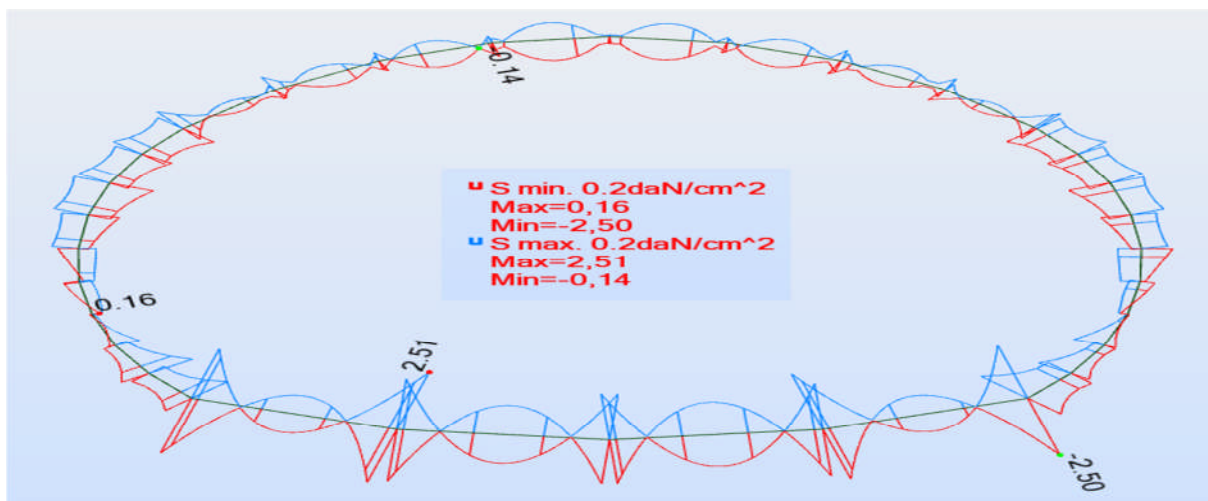 -0.14
S min. 0.2daN/cm^2
Max=0,16
Min=-2,50
S max. 0.2daN/cm^2
Max=2,51
Min=-0,14
0.16
2.51
-2.50